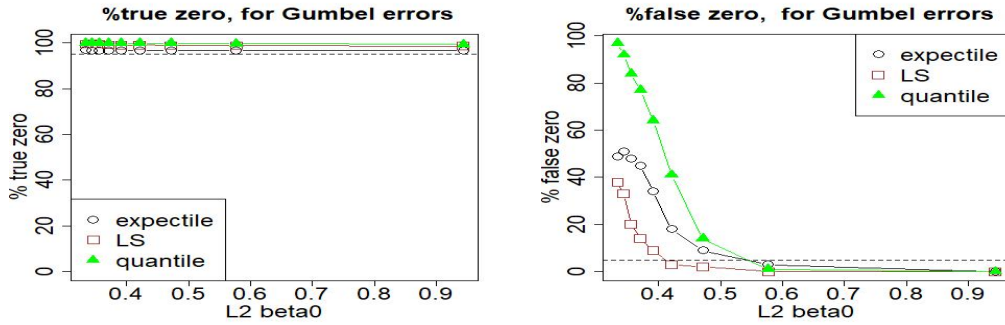 %true zero, for Gumbel errors
% true zero
100
80
60
40
20
0
expectile
LS
quantile
0.4 0.5 0.6 0.7 0.8 0.9
L2 beta0
%false zero, for Gumbel errors
% false zero
100
80
60
40
20
0
expectile
LS
quantile
0.4 0.5 0.6 0.7 0.8 0.9
L2 beta0